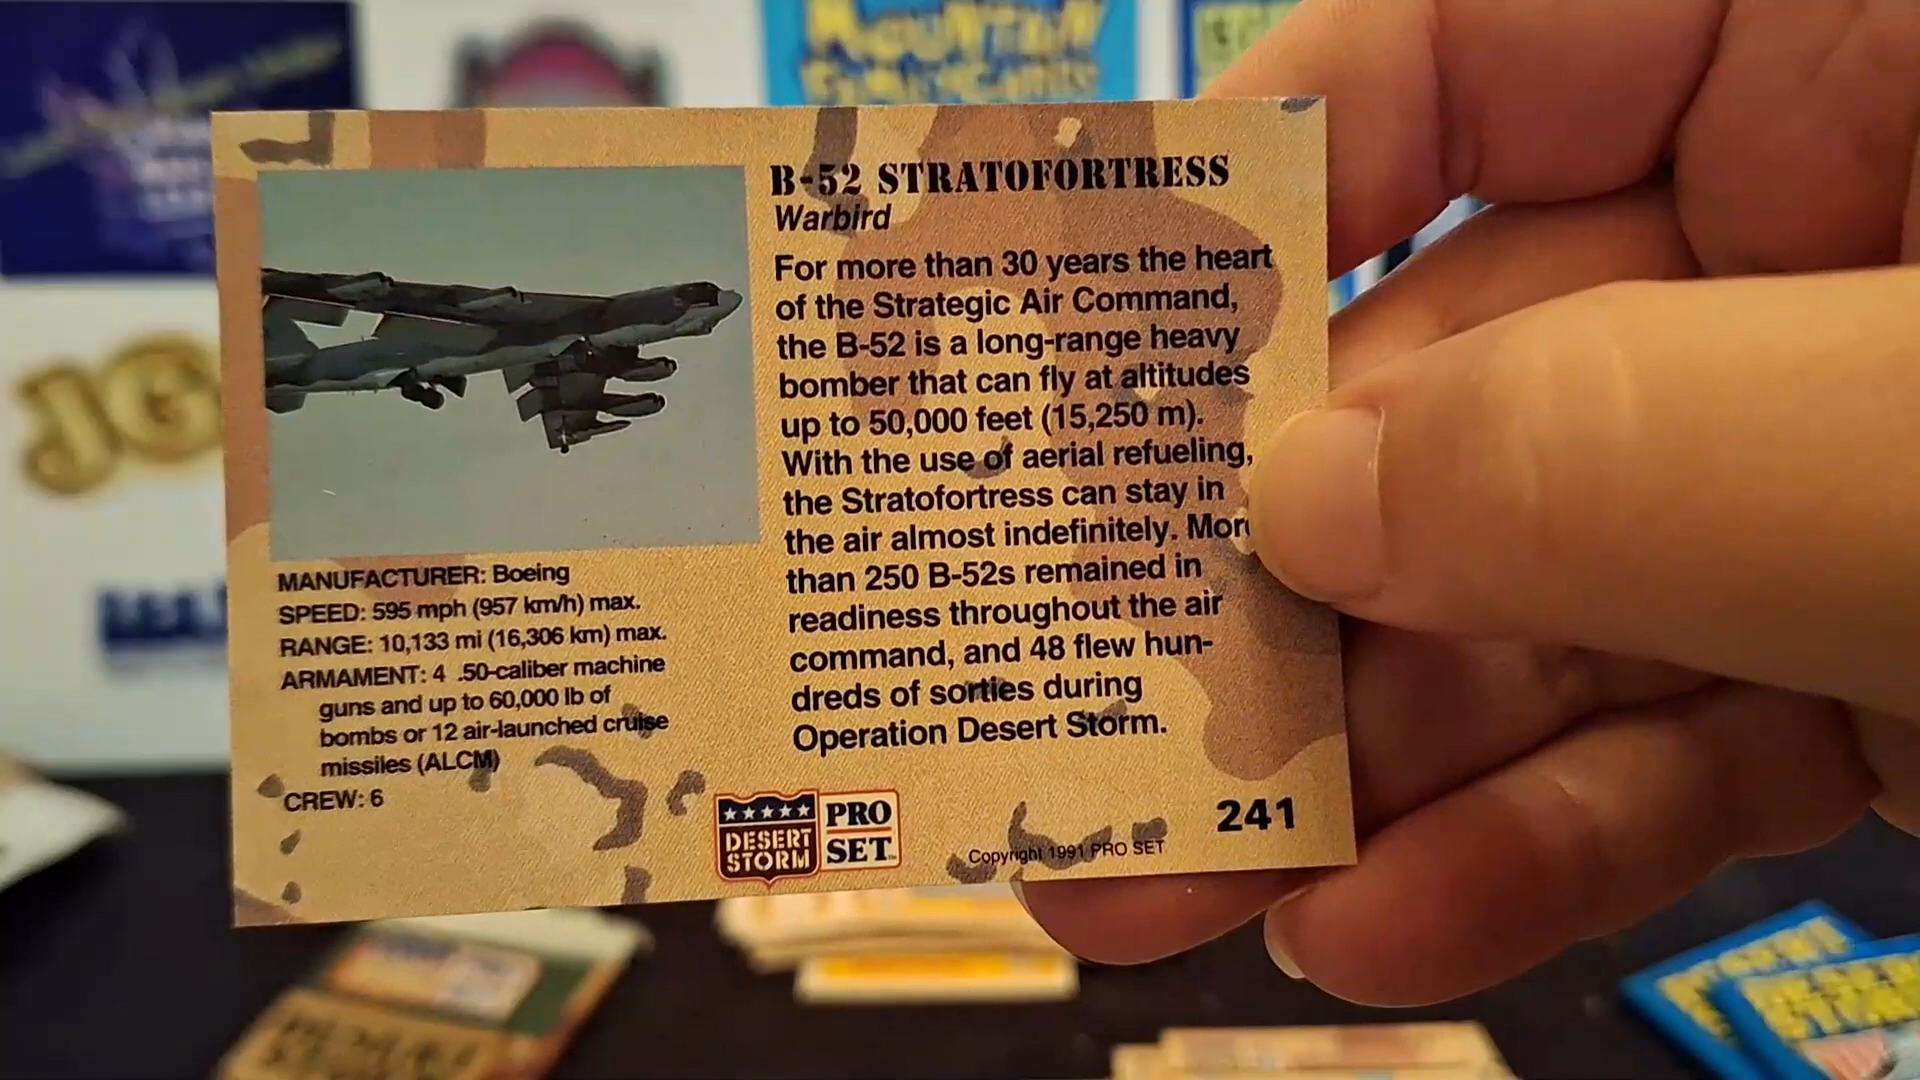 MOUNTAIN
JG
B-52 STRATOFORTRESS
Warbird
For more than 30 years the heart
of the Strategic Air Command,
the B-52 is a long-range heavy
bomber that can fly at altitudes
up to 50,000 feet (15,250 m).
With the use of aerial refueling,
the Stratofortress can stay in
the air almost indefinitely. More
than 250 B-52s remained in
readiness throughout the air
command, and 48 flew hun-
dreds of sorties during
Operation Desert Storm.
MANUFACTURER: Boeing
SPEED: 595 mph (957 km/h) max.
RANGE: 10,133 mi (16,306 km) max.
ARMAMENT: 4 .50-caliber machine
guns and up to 60,000 lb of
bombs or 12 air-launched cruise
missiles (ALCM)
CREW: 6
DESERT
STORM
PRO
SET
Copyright 1991 PRO SET
241